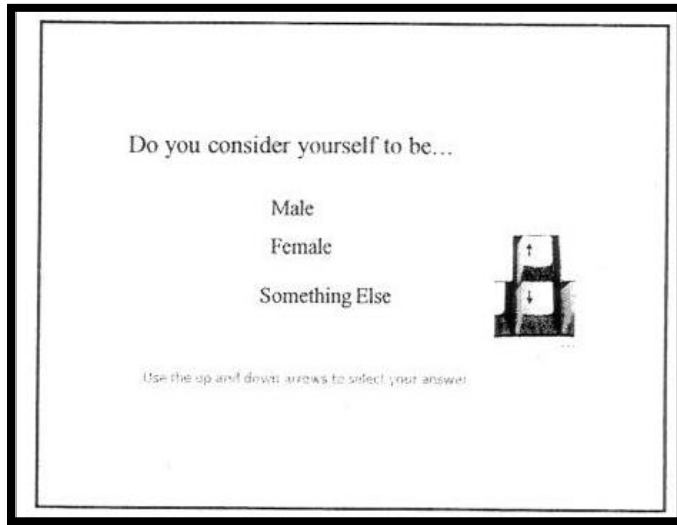 Do you consider yourself to be...
Male
Female
Something Else
↑
↓
Use the up and down arrows to select your answer